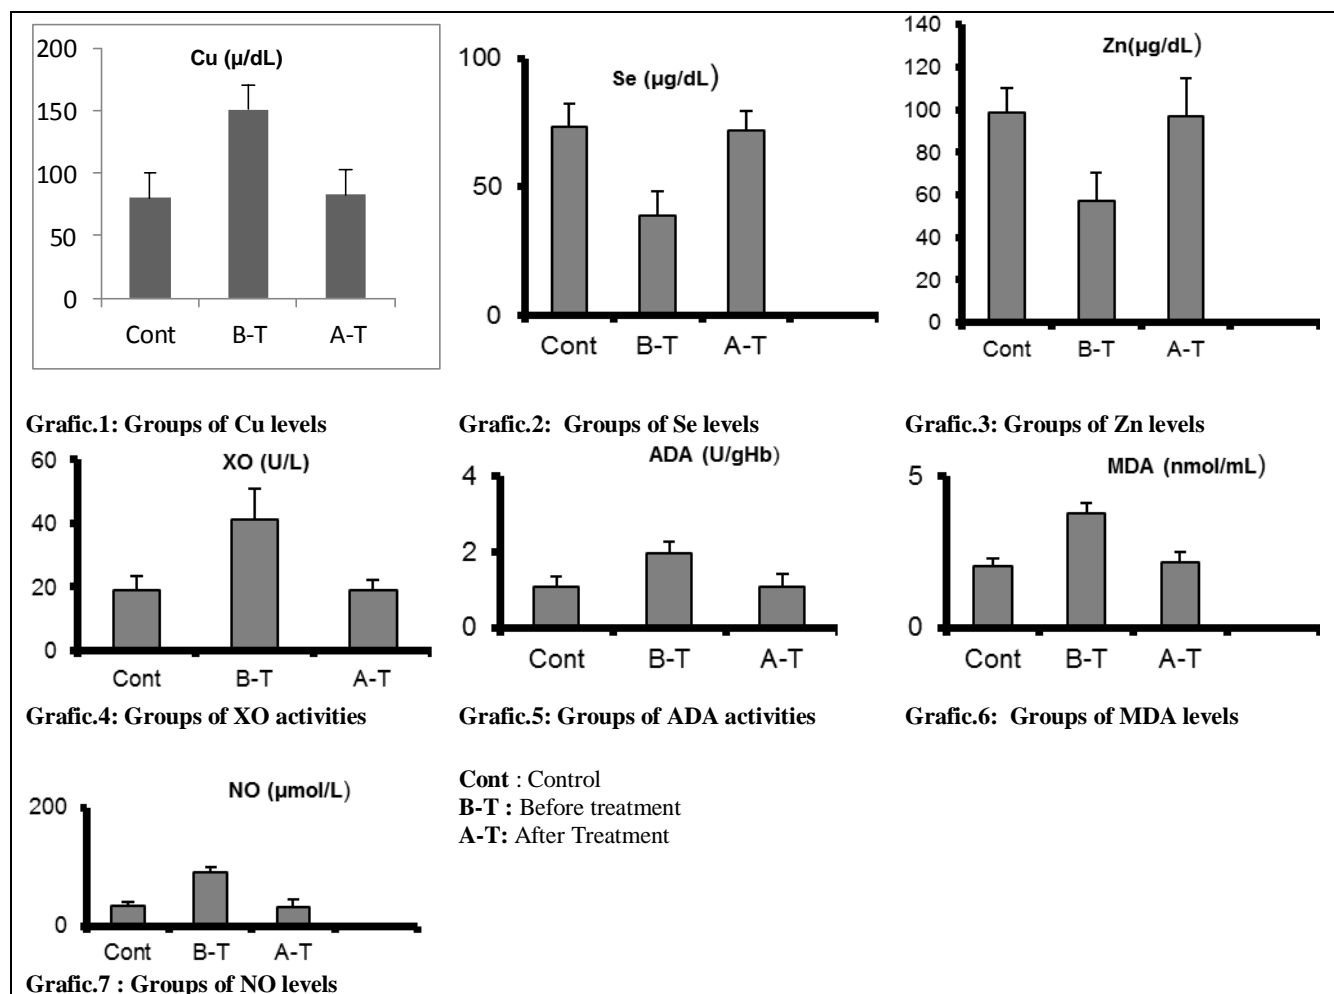 Cu (µ/dL)
200
150
100
50
0
Cont B-T A-T
Se (µg/dL)
100
50
0
Cont B-T A-T
Zn(µg/dL)
140
120
100
80
60
40
20
0
Cont B-T A-T
Grafic.1: Groups of Cu levels
Grafic.2: Groups of Se levels
Grafic.3: Groups of Zn levels
XO (U/L)
60
40
20
0
Cont B-T A-T
ADA (U/gHb)
4
2
0
Cont B-T A-T
MDA (nmol/mL)
5
0
Cont B-T A-T
Grafic.4: Groups of XO activities
Grafic.5: Groups of ADA activities
Grafic.6: Groups of MDA levels
NO (µmol/L)
200
0
Cont B-T A-T
Cont : Control
B-T : Before treatment
A-T: After Treatment
Grafic.7 : Groups of NO levels